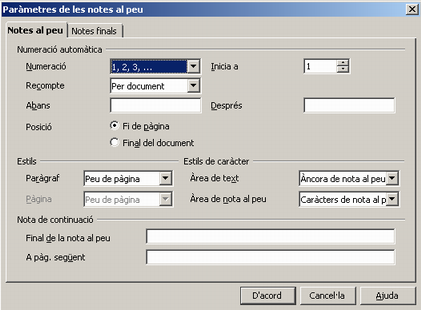 Paràmetres de les notes al peu
Notes al peu Notes finals
Numeració automàtica
Numeració 1, 2, 3, ... Inicia a 1
Recompte Per document
Abans Després
Posició Fi de pàgina
Final del document
Estils Estils de caràcter
Paràgraf Peu de pàgina Àrea de text Àncora de nota al peu
Pàgina Peu de pàgina Àrea de nota al peu Caràcters de nota al p
Nota de continuació
Final de la nota al peu
A pàg. següent
D'acord Cancel·la Ajuda